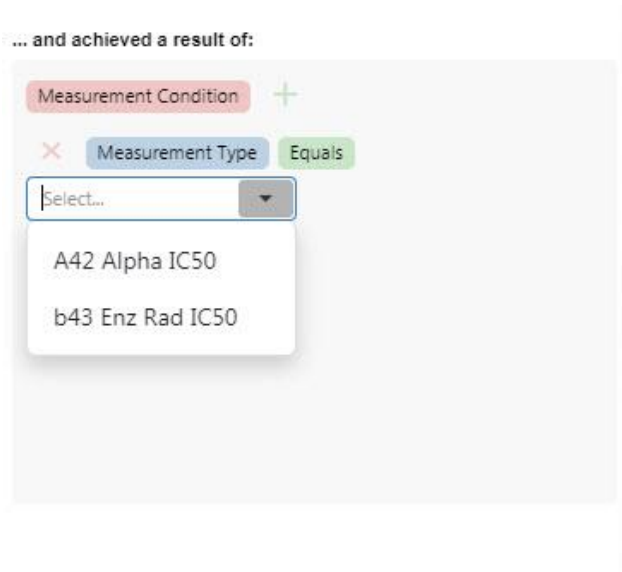 ... and achieved a result of:
Measurement Condition
Measurement Type Equals
Select...
A42 Alpha IC50
b43 Enz Rad IC50